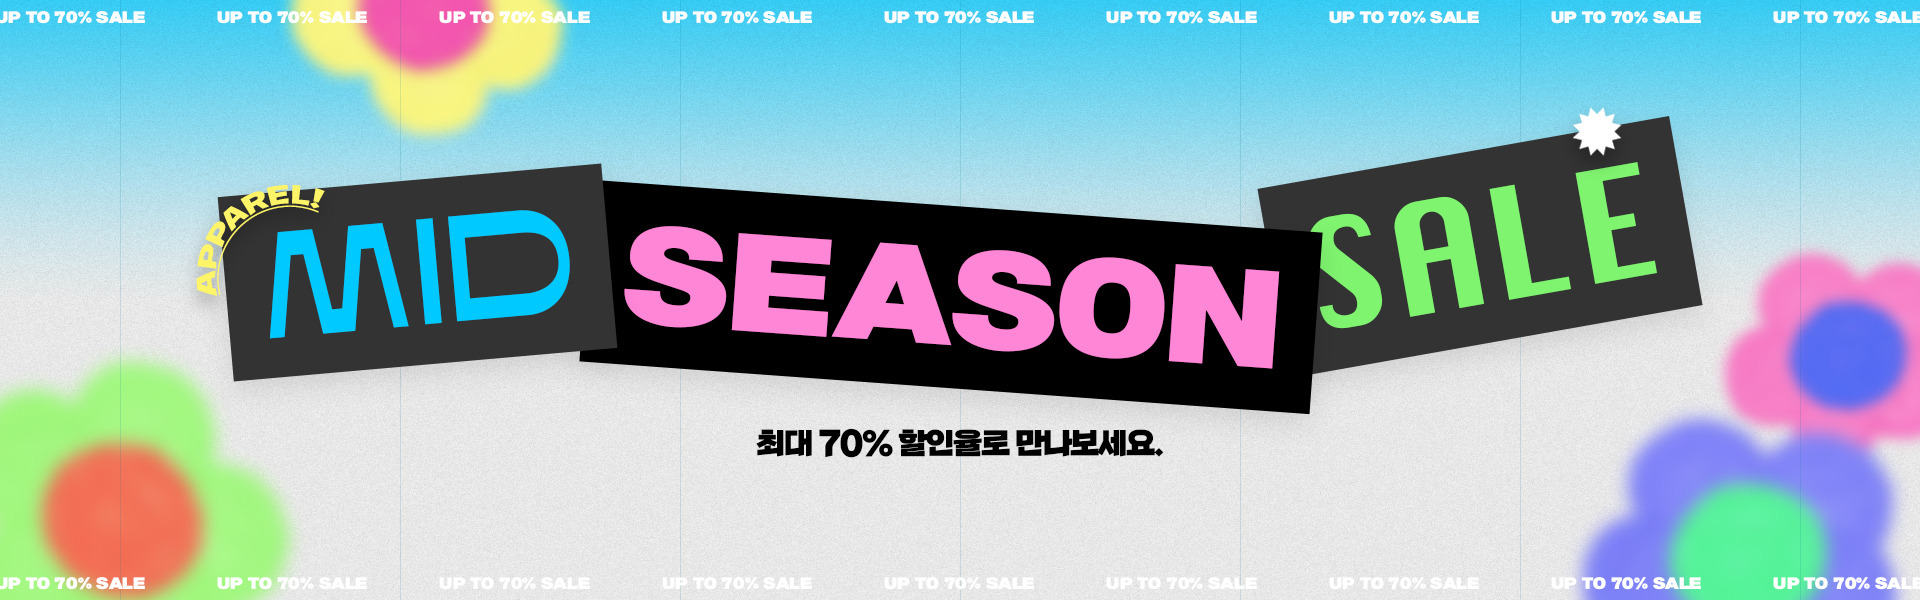 UP TO 70% SALE UP TO 70% SALE UP TO 70% SALE UP TO 70% SALE UP TO 70% SALE UP TO 70% SALE UP TO 70% SALE UP TO 70% SALE UP TO 70% SALE
APPAREL!
MID SEASON SALE
최대 70% 할인율로 만나보세요.
UP TO 70% SALE UP TO 70% SALE UP TO 70% SALE UP TO 70% SALE UP TO 70% SALE UP TO 70% SALE UP TO 70% SALE UP TO 70% SALE UP TO 70% SALE